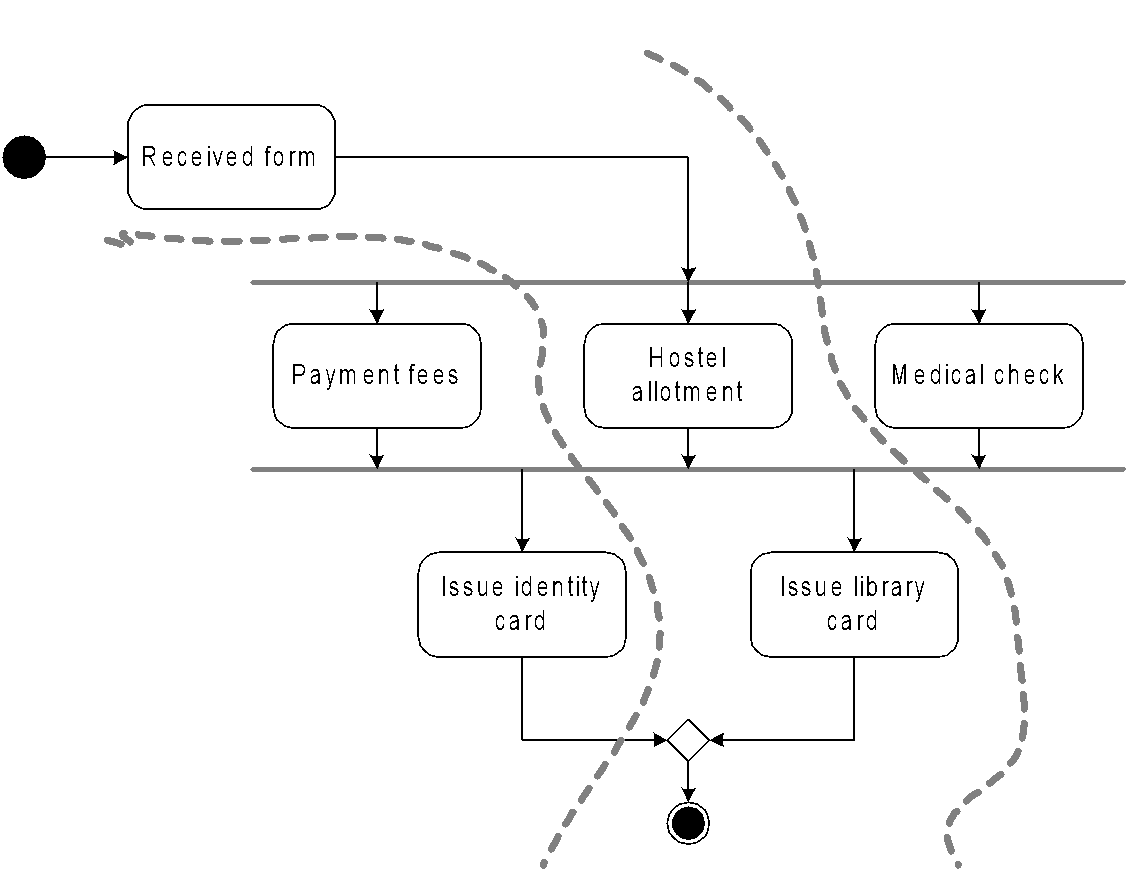 Received form
Payment fees
Hostel
allotment
Medical check
Issue identity
card
Issue library
card